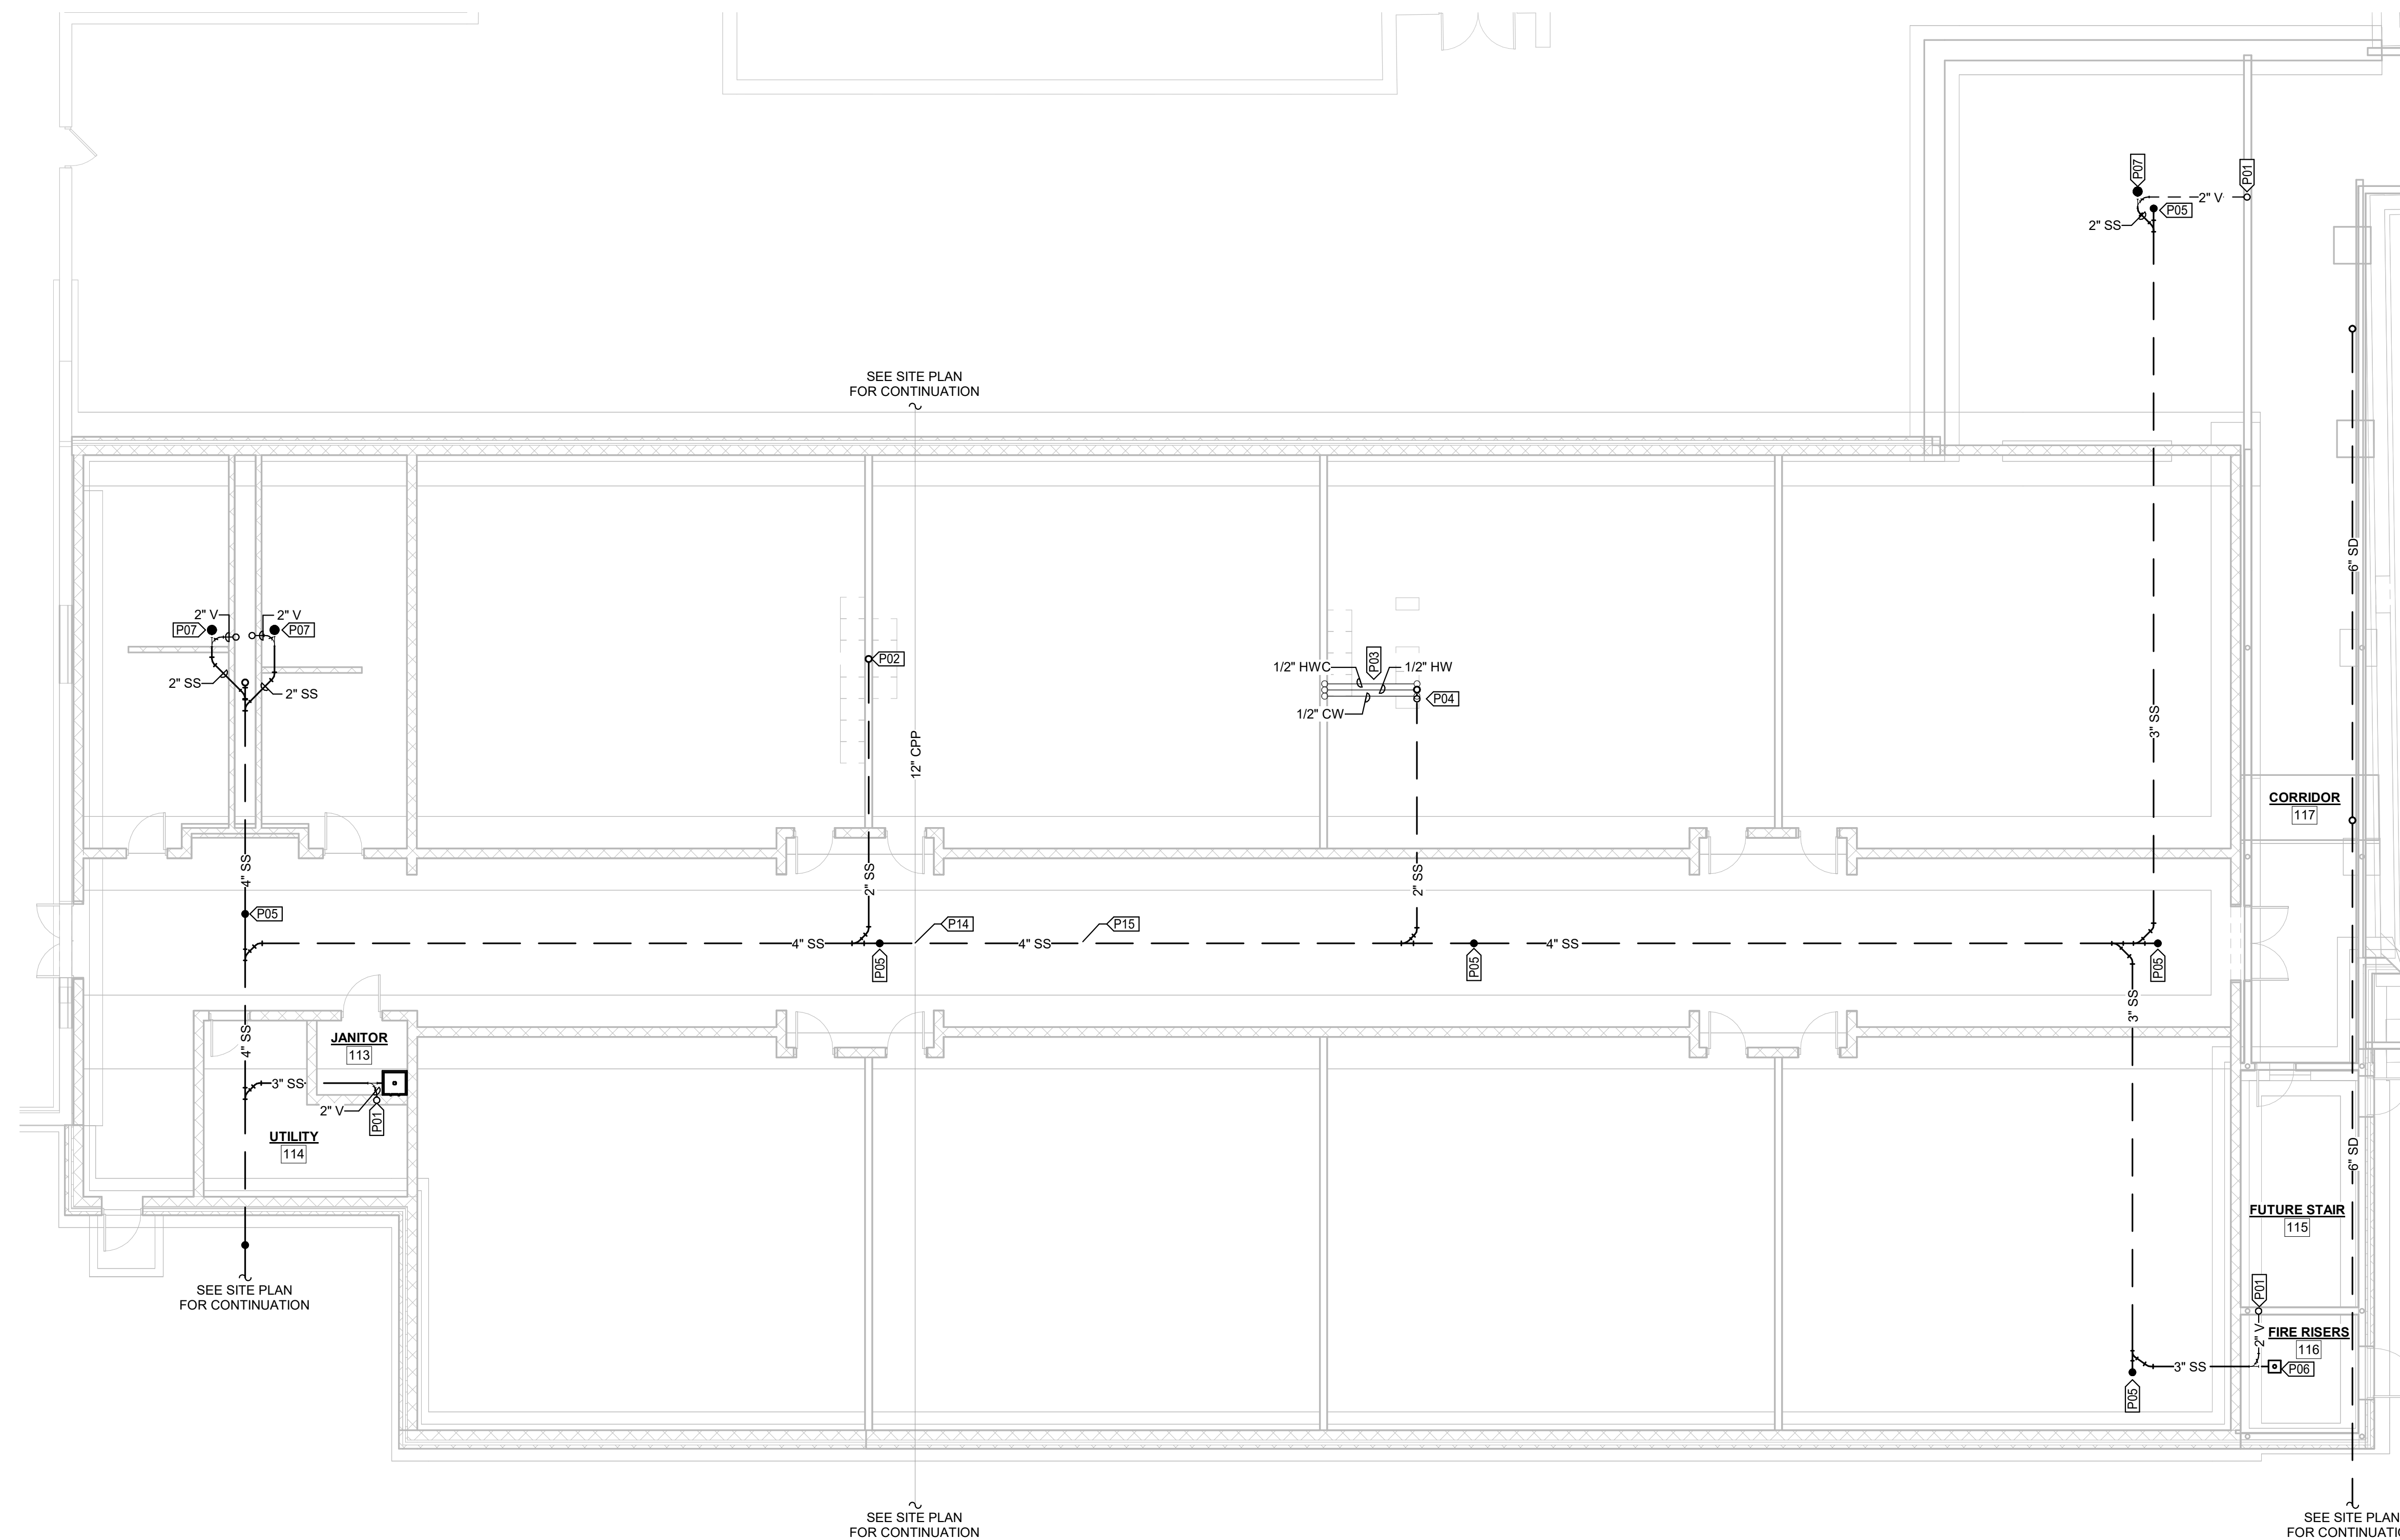 P07
P01
2" V
P05
2" SS
SEE SITE PLAN
FOR CONTINUATION
6" SD
2" V
2" V
P07
P07
2" SS
2" SS
P02
1/2" HWC
P03
1/2" HW
P04
1/2" CW
12" CPP
3" SS
CORRIDOR
117
4" SS
2" SS
2" SS
P05
P14
P15
4" SS
4" SS
4" SS
P05
P05
P05
3" SS
4" SS
JANITOR
113
3" SS
2" V
P01
UTILITY
114
6" SD
FUTURE STAIR
115
SEE SITE PLAN
FOR CONTINUATION
P01
2" V
FIRE RISERS
116
3" SS
P06
P05
SEE SITE PLAN
FOR CONTINUATION
SEE SITE PLAN
FOR